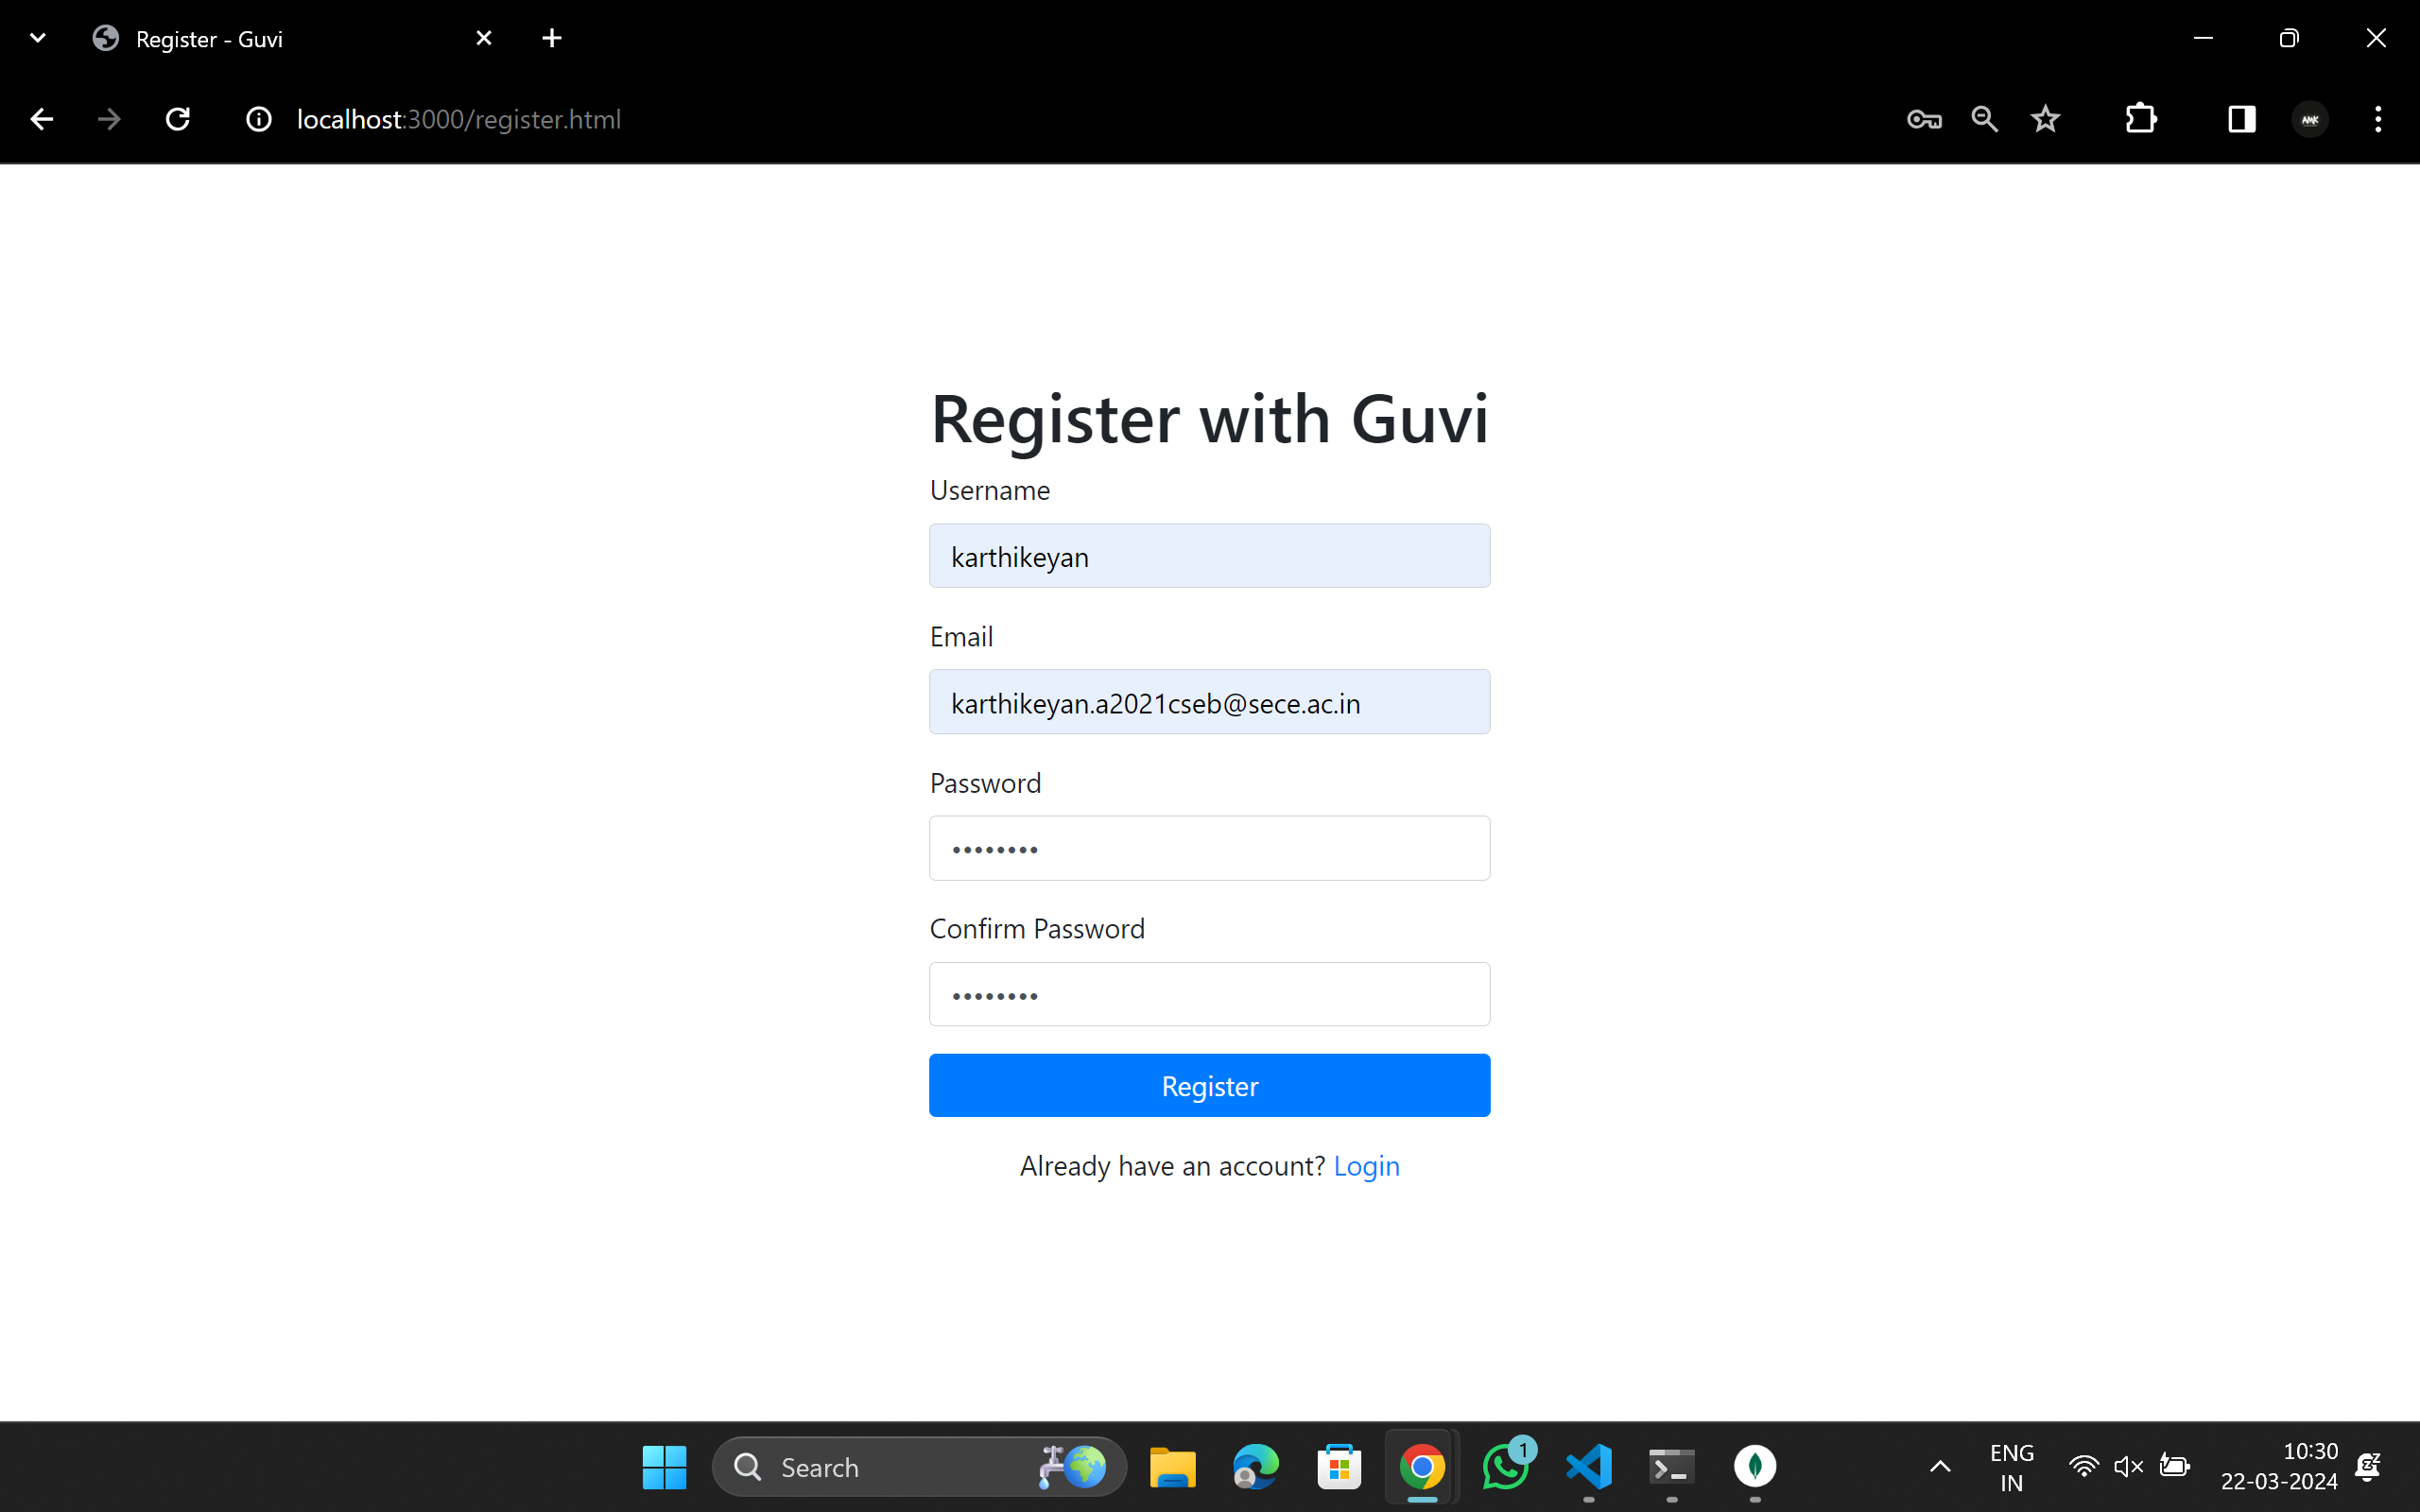 Register - Guvi
localhost:3000/register.html
Register with Guvi
Username
karthikeyan
Email
karthikeyan.a2021cseb@sece.ac.in
Password
••••••••
Confirm Password
••••••••
Register
Already have an account? Login
Search
1
ENG
IN
10:30
22-03-2024